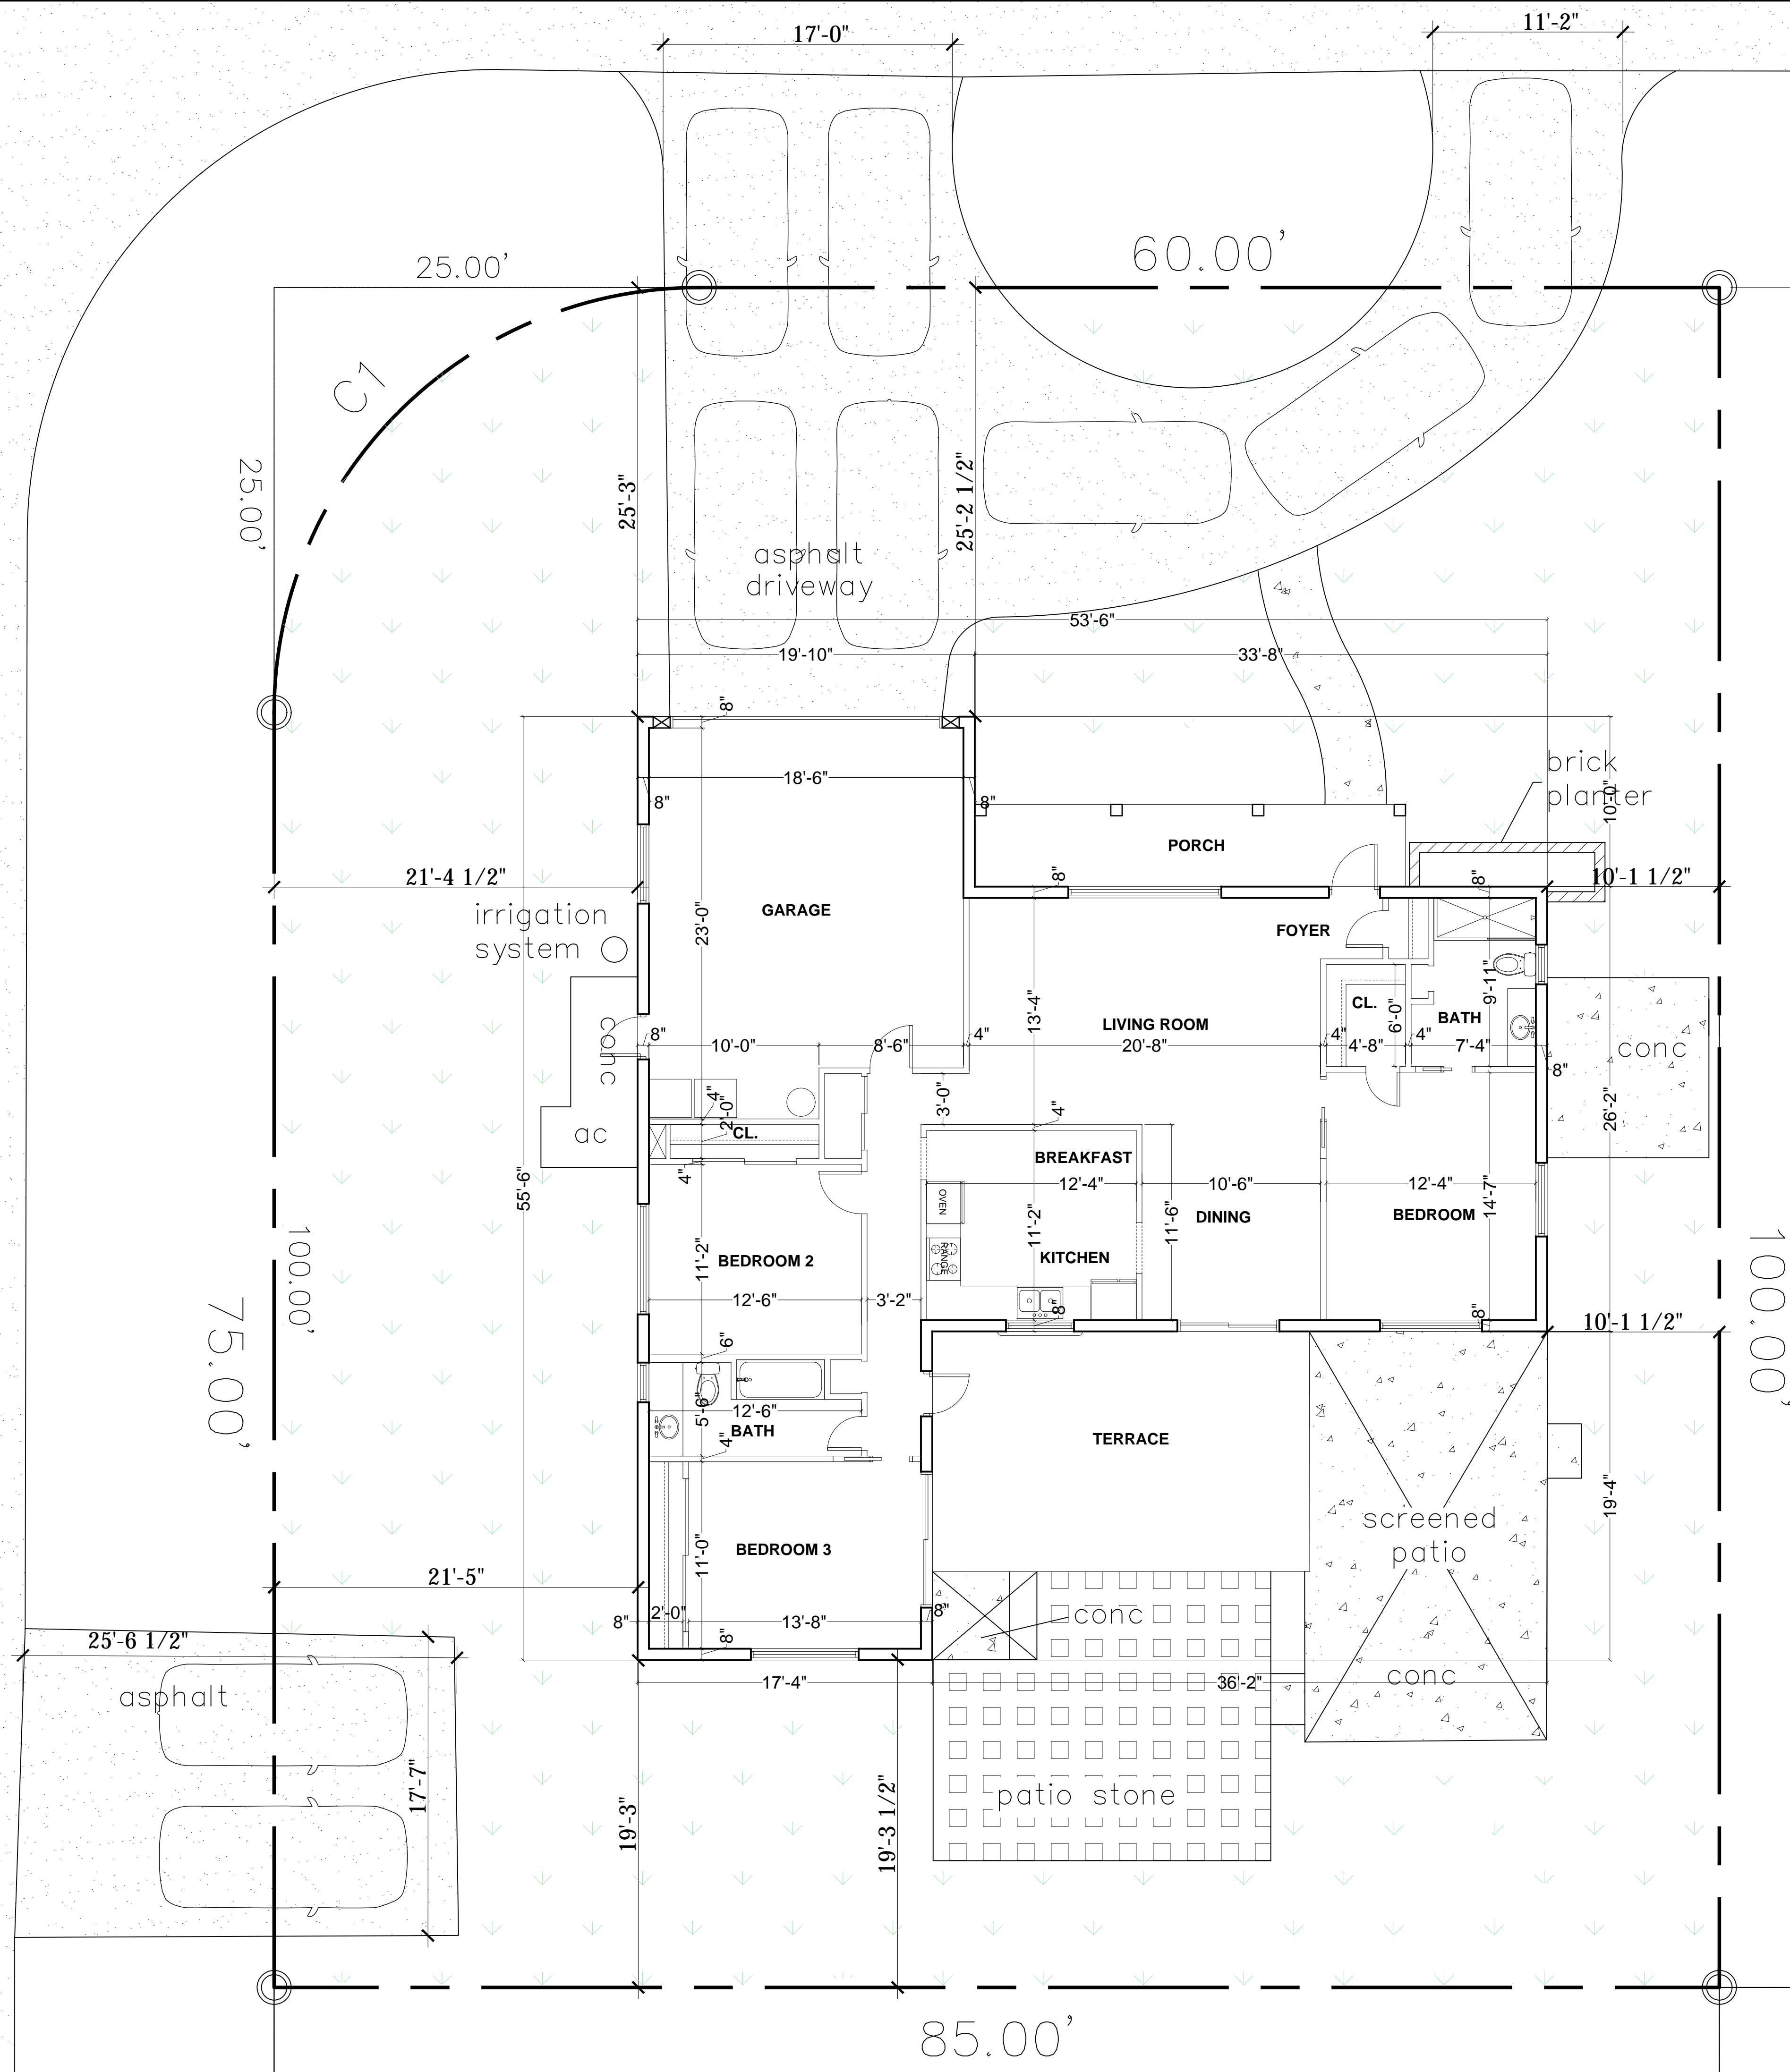 17'-0"
11'-2"
60.00'
25.00'
C1
25.00'
25'-3"
25'-2 1/2"
asphalt
driveway
53'-6"
19'-10"
33'-8"
8"
brick
planter
10'-0"
18'-6"
8"
8"
PORCH
21'-4 1/2"
8"
8"
10'-1 1/2"
irrigation
system
GARAGE
23'-0"
FOYER
9'-11"
13'-4"
CL.
6'-0"
BATH
LIVING ROOM
conc
8"
10'-0"
8'-6"
4"
20'-8"
4"
4'-8"
4"
7'-4"
8"
conc
ac
4"
2'-0"
CL.
4"
3'-0"
4"
26'-2"
55'-6"
BREAKFAST
12'-4"
10'-6"
12'-4"
OVEN
14'-7"
DINING
BEDROOM
11'-2"
11'-6"
RANGE
KITCHEN
BEDROOM 2
11'-2"
12'-6"
3'-2"
8"
8"
100.00'
75.00'
100.00'
10'-1 1/2"
6"
5'-6"
12'-6"
BATH
4"
TERRACE
19'-4"
screened
patio
BEDROOM 3
11'-0"
21'-5"
8"
2'-0"
13'-8"
8"
8"
conc
25'-6 1/2"
asphalt
17'-4"
36'-2"
conc
17'-7"
19'-3"
19'-3 1/2"
patio stone
85.00'